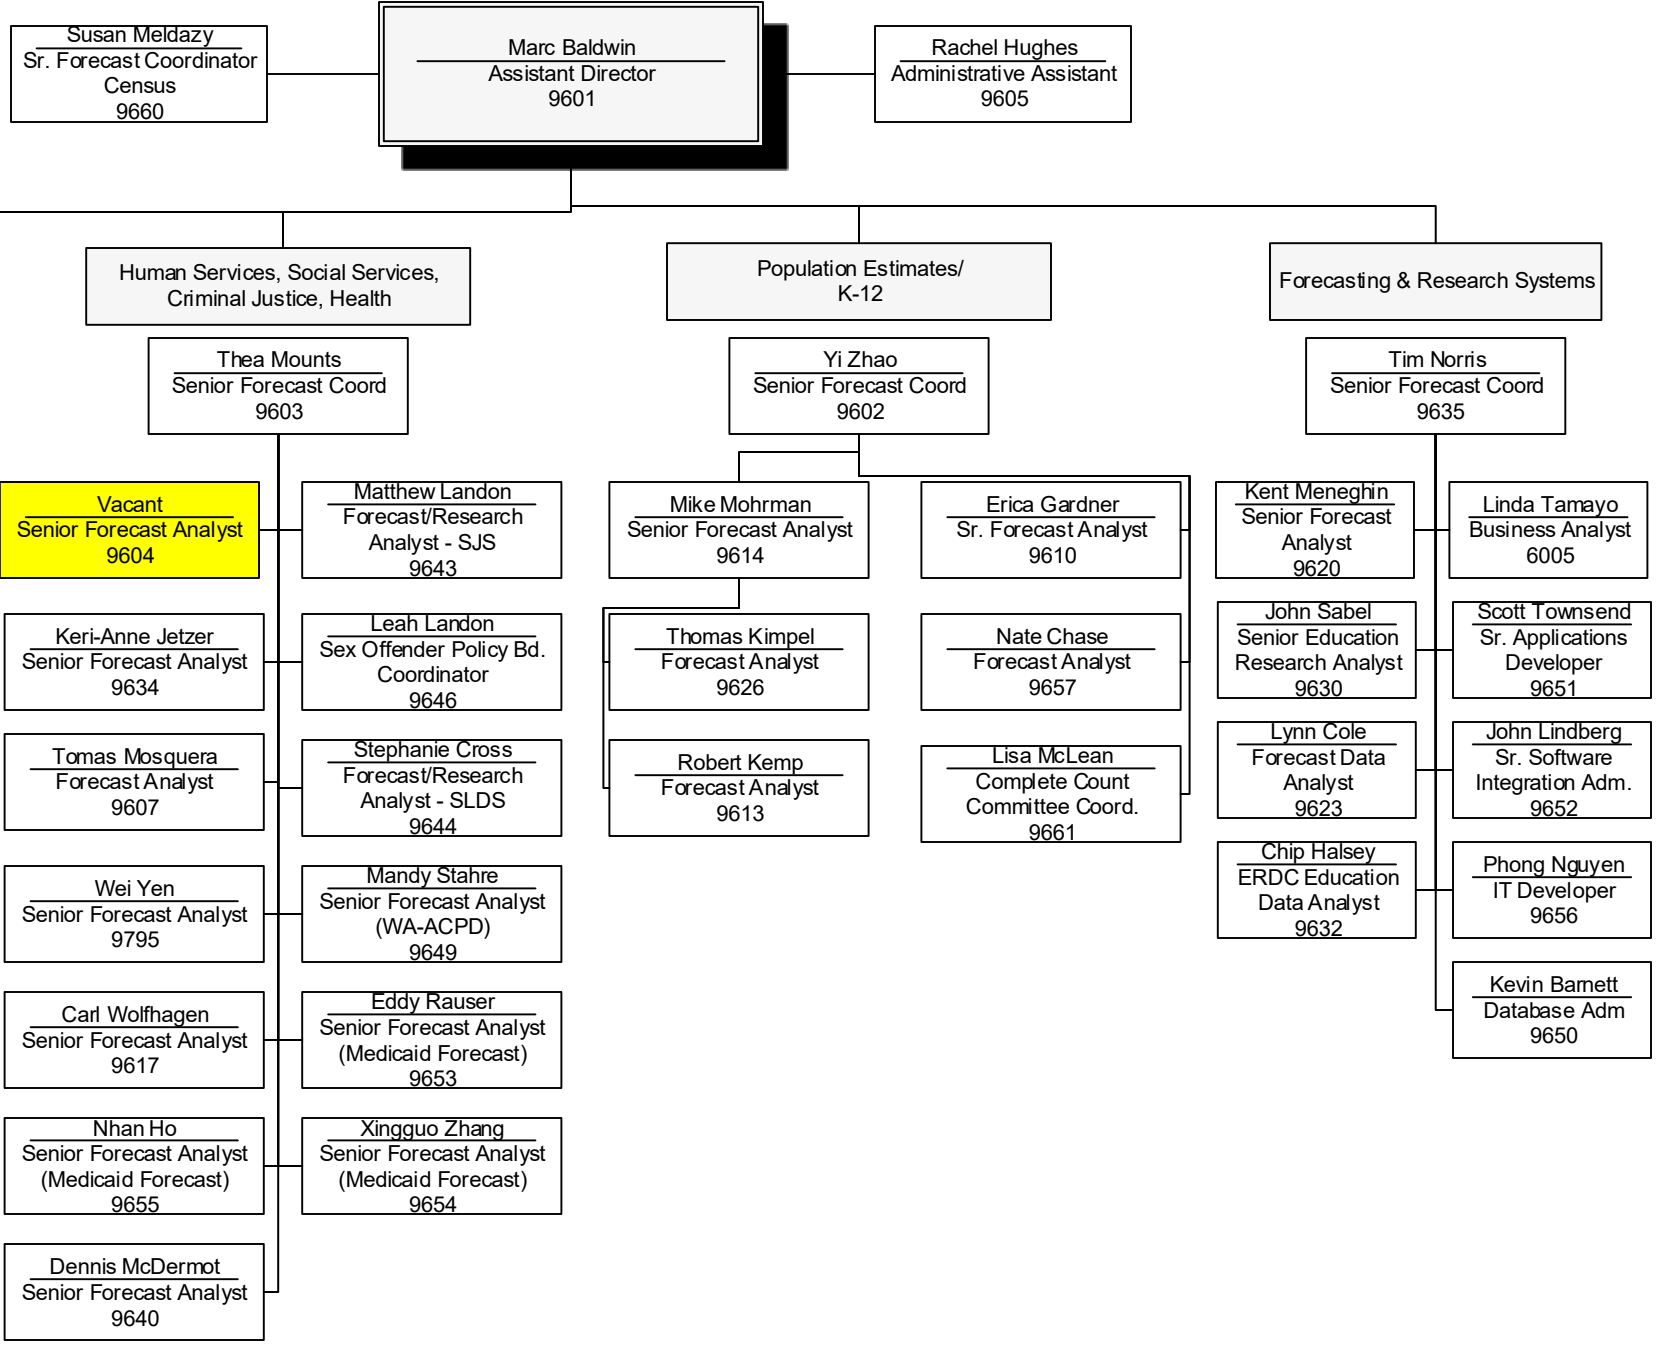 Susan Meldazy
Sr. Forecast Coordinator
Census
9660
Marc Baldwin
Assistant Director
9601
Rachel Hughes
Administrative Assistant
9605
Human Services, Social Services,
Criminal Justice, Health
Population Estimates/
K-12
Forecasting & Research Systems
Thea Mounts
Senior Forecast Coord
9603
Yi Zhao
Senior Forecast Coord
9602
Tim Norris
Senior Forecast Coord
9635
Vacant
Senior Forecast Analyst
9604
Matthew Landon
Forecast/Research
Analyst - SJS
9643
Keri-Anne Jetzer
Senior Forecast Analyst
9634
Leah Landon
Sex Offender Policy Bd.
Coordinator
9646
Tomas Mosquera
Forecast Analyst
9607
Stephanie Cross
Forecast/Research
Analyst - SLDS
9644
Wei Yen
Senior Forecast Analyst
9795
Mandy Stahre
Senior Forecast Analyst
(WA-ACPD)
9649
Carl Wolfhagen
Senior Forecast Analyst
9617
Eddy Rauser
Senior Forecast Analyst
(Medicaid Forecast)
9653
Nhan Ho
Senior Forecast Analyst
(Medicaid Forecast)
9655
Xingguo Zhang
Senior Forecast Analyst
(Medicaid Forecast)
9654
Dennis McDermot
Senior Forecast Analyst
9640
Mike Mohrman
Senior Forecast Analyst
9614
Erica Gardner
Sr. Forecast Analyst
9610
Thomas Kimpel
Forecast Analyst
9626
Nate Chase
Forecast Analyst
9657
Robert Kemp
Forecast Analyst
9613
Lisa McLean
Complete Count
Committee Coord.
9661
Kent Meneghin
Senior Forecast
Analyst
9620
Linda Tamayo
Business Analyst
6005
John Sabel
Senior Education
Research Analyst
9630
Scott Townsend
Sr. Applications
Developer
9651
Lynn Cole
Forecast Data
Analyst
9623
John Lindberg
Sr. Software
Integration Adm.
9652
Chip Halsey
ERDC Education
Data Analyst
9632
Phong Nguyen
IT Developer
9656
Kevin Barnett
Database Adm
9650